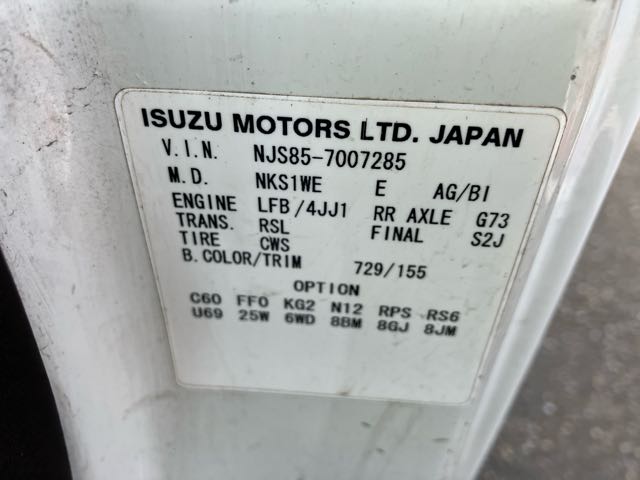 ISUZU MOTORS LTD. JAPAN
V.I.N. NJS85-7007285
M.D. NKS1WE E AG/BI
ENGINE LFB/4JJ1 RR AXLE G73
TRANS. RSL FINAL S2J
TIRE CWS
B.COLOR/TRIM 729/155
OPTION
C60 FFO KG2 N12 RPS RS6
U69 25W 6WD 8BM 8GJ 8JM